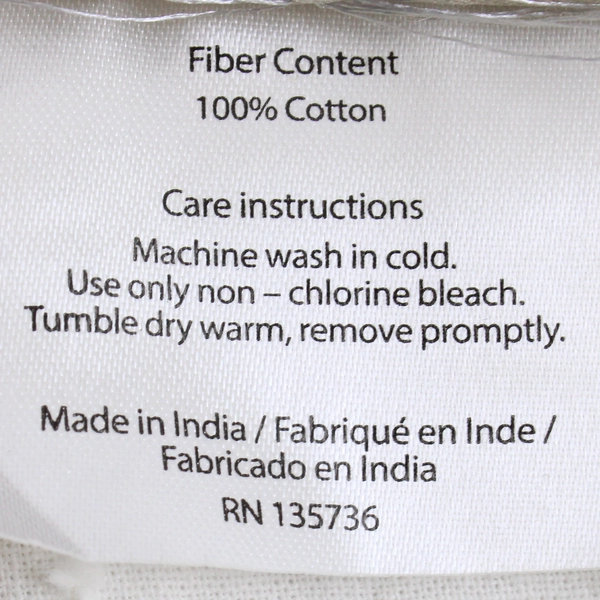 Fiber Content
100% Cotton
Care instructions
Machine wash in cold.
Use only non – chlorine bleach.
Tumble dry warm, remove promptly.
Made in India / Fabriqué en Inde /
Fabricado en India
RN 135736